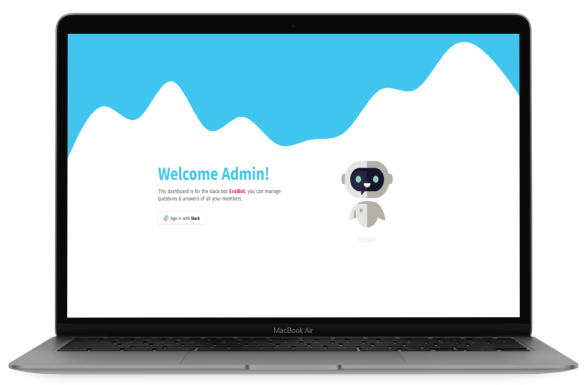 Welcome Admin!
This dashboard is for the slack bot EvalBot, you can manage
questions & answers of all your members.
Sign in with Slack
MacBook Air